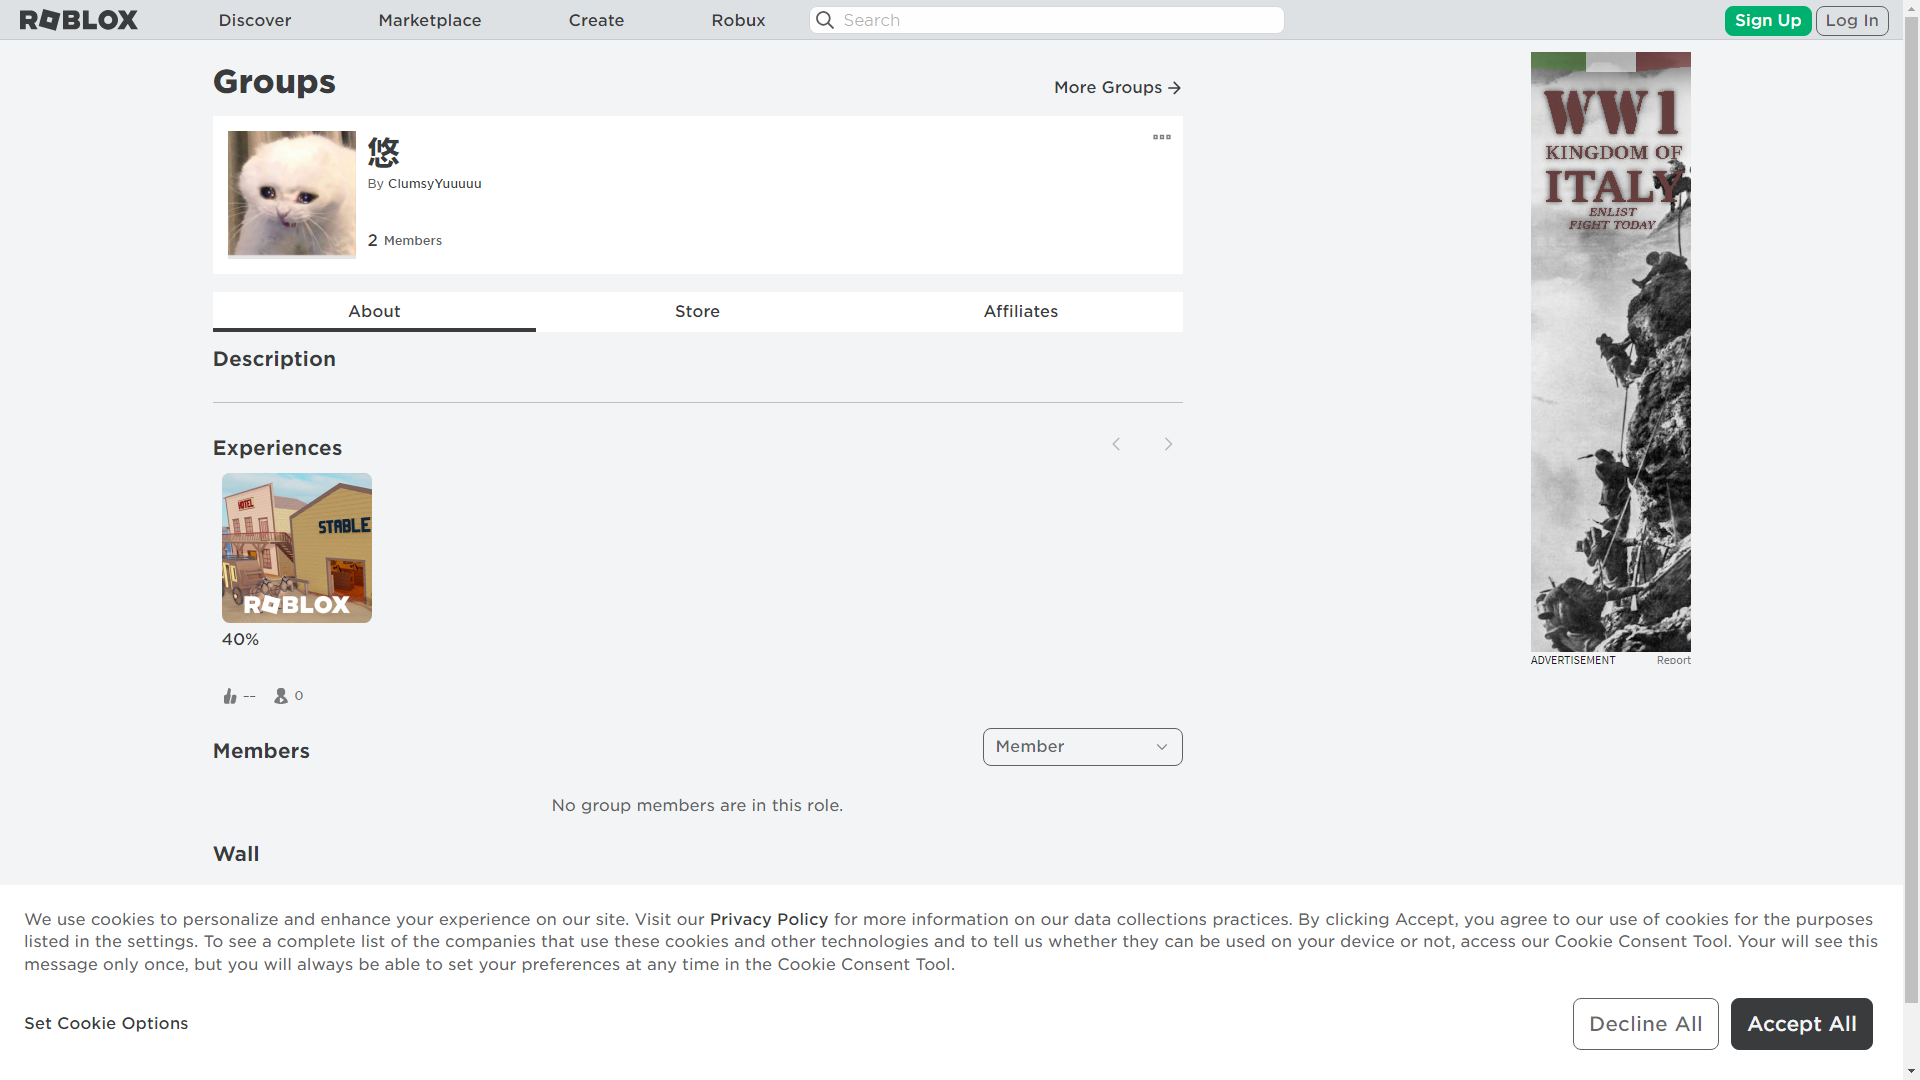 ROBLOX
Discover
Marketplace
Create
Robux
Search
Sign Up
Log In
Groups
More Groups
悠
By ClumsyYuuuuu
2 Members
About
Store
Affiliates
Description
Experiences
HOTEL
STABLE
ROBLOX
40%
--
0
Members
Member
No group members are in this role.
Wall
WW1
KINGDOM OF
ITALY
ENLIST
FIGHT TODAY
ADVERTISEMENT
Report
We use cookies to personalize and enhance your experience on our site. Visit our Privacy Policy for more information on our data collections practices. By clicking Accept, you agree to our use of cookies for the purposes
listed in the settings. To see a complete list of the companies that use these cookies and other technologies and to tell us whether they can be used on your device or not, access our Cookie Consent Tool. Your will see this
message only once, but you will always be able to set your preferences at any time in the Cookie Consent Tool.
Set Cookie Options
Decline All
Accept All